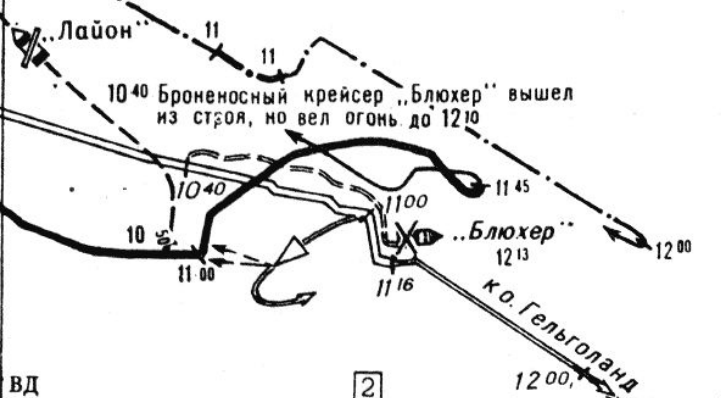 „Лайон"
11
11
10 40 Броненосный крейсер „Блюхер" вышел
из строя, но вел огонь до 12 10
10 40
11 00
11 45
10 50
„Блюхер"
12 13
12 00
11 00
11 16
к о. Гельголанд
12 00,
ВД
2